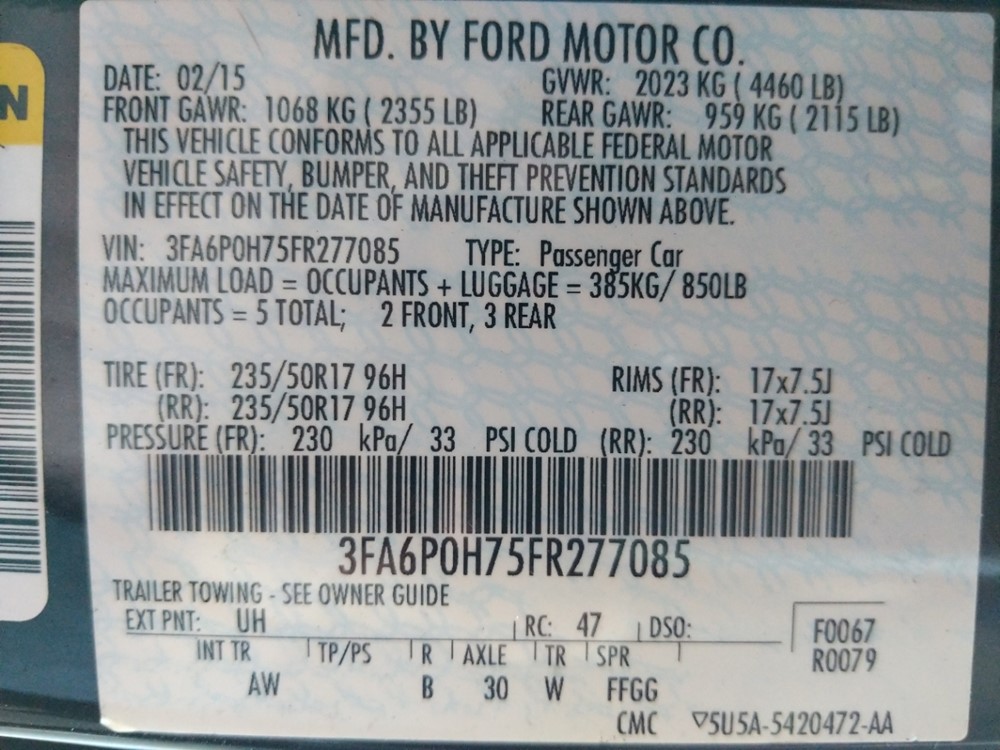 MFD. BY FORD MOTOR CO.
DATE: 02/15 GVWR: 2023 KG ( 4460 LB)
FRONT GAWR: 1068 KG ( 2355 LB) REAR GAWR: 959 KG ( 2115 LB)
THIS VEHICLE CONFORMS TO ALL APPLICABLE FEDERAL MOTOR
VEHICLE SAFETY, BUMPER, AND THEFT PREVENTION STANDARDS
IN EFFECT ON THE DATE OF MANUFACTURE SHOWN ABOVE.
VIN: 3FA6P0H75FR277085 TYPE: Passenger Car
MAXIMUM LOAD = OCCUPANTS + LUGGAGE = 385KG/ 850LB
OCCUPANTS = 5 TOTAL; 2 FRONT, 3 REAR
TIRE (FR): 235/50R17 96H RIMS (FR): 17x7.5J
(RR): 235/50R17 96H (RR): 17x7.5J
PRESSURE (FR): 230 kPa/ 33 PSI COLD (RR): 230 kPa/ 33 PSI COLD
3FA6P0H75FR277085
TRAILER TOWING - SEE OWNER GUIDE
EXT PNT: UH RC: 47 DSO: F0067
INT TR TP/PS R AXLE TR SPR R0079
AW B 30 W FFGG
CMC ▽5U5A-5420472-AA
N